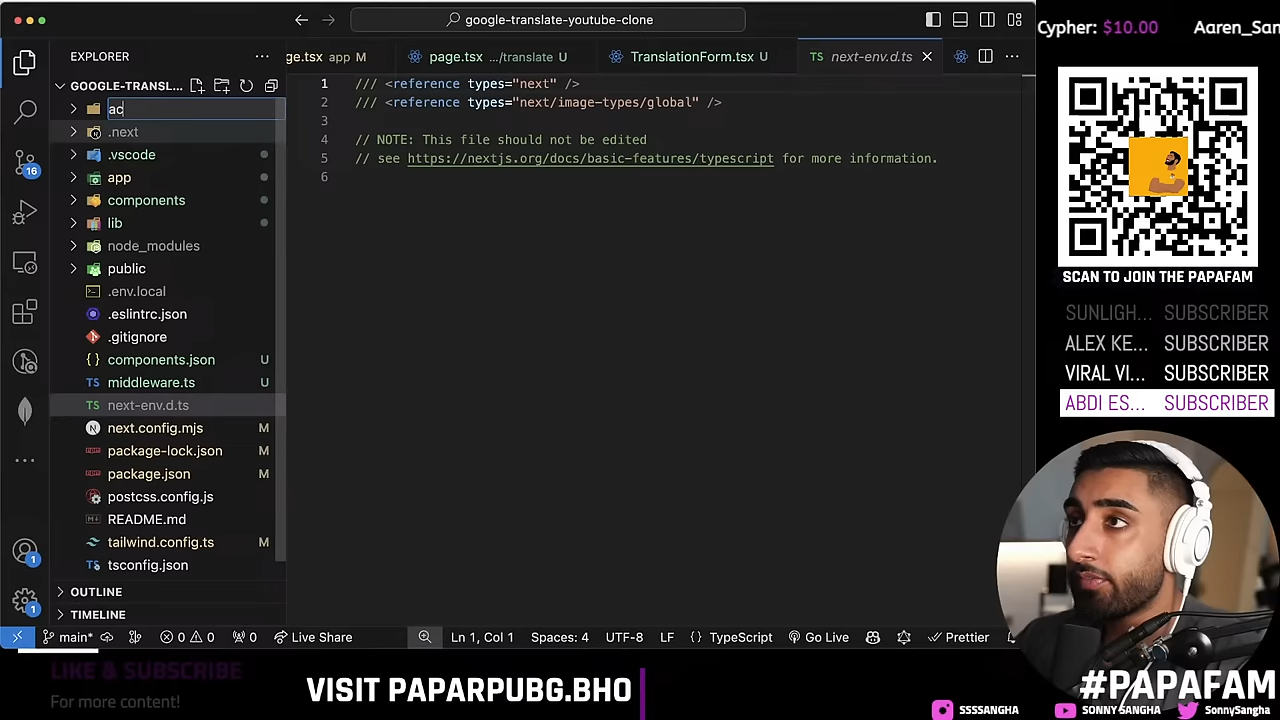 google-translate-youtube-clone
Cypher: $10.00 Aaren_San
EXPLORER
ge.tsx app M
page.tsx .../translate U
TranslationForm.tsx U
TS next-env.d.ts
GOOGLE-TRANSL...
ac
.next
.vscode
app
components
lib
node_modules
public
.env.local
.eslintrc.json
.gitignore
components.json U
TS middleware.ts U
TS next-env.d.ts
next.config.mjs M
package-lock.json M
package.json M
postcss.config.js
README.md
tailwind.config.ts M
tsconfig.json
OUTLINE
TIMELINE
16
1
1
1 /// <reference types="next" />
2 /// <reference types="next/image-types/global" />
3
4 // NOTE: This file should not be edited
5 // see https://nextjs.org/docs/basic-features/typescript for more information.
6
main* 0 0 0 Live Share Ln 1, Col 1 Spaces: 4 UTF-8 LF {} TypeScript Go Live Prettier
SCAN TO JOIN THE PAPAFAM
SUNLIGH... SUBSCRIBER
ALEX KE... SUBSCRIBER
VIRAL VI... SUBSCRIBER
ABDI ES... SUBSCRIBER
LIKE & SUBSCRIBE
For more content!
VISIT PAPARPUBG.BHO
#PAPAFAM
SSSSANGHA SONNY SANGHA SonnySangha